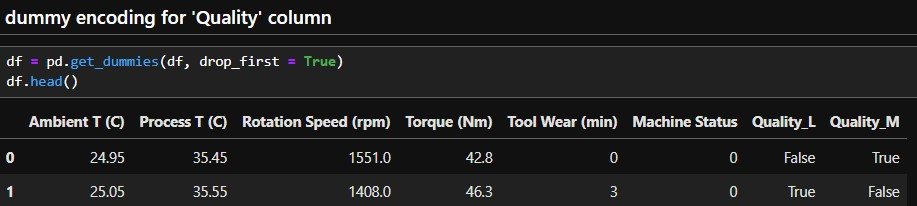 dummy encoding for 'Quality' column
df = pd.get_dummies(df, drop_first = True)
df.head()
Ambient T (C) Process T (C) Rotation Speed (rpm) Torque (Nm) Tool Wear (min) Machine Status Quality_L Quality_M
0 24.95 35.45 1551.0 42.8 0 0 False True
1 25.05 35.55 1408.0 46.3 3 0 True False